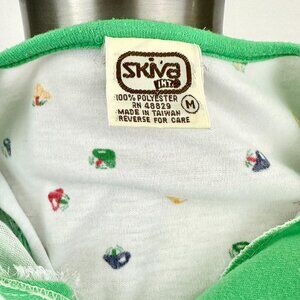 skiva
INT'L
100% POLYESTER
RN 48829
MADE IN TAIWAN
REVERSE FOR CARE
M